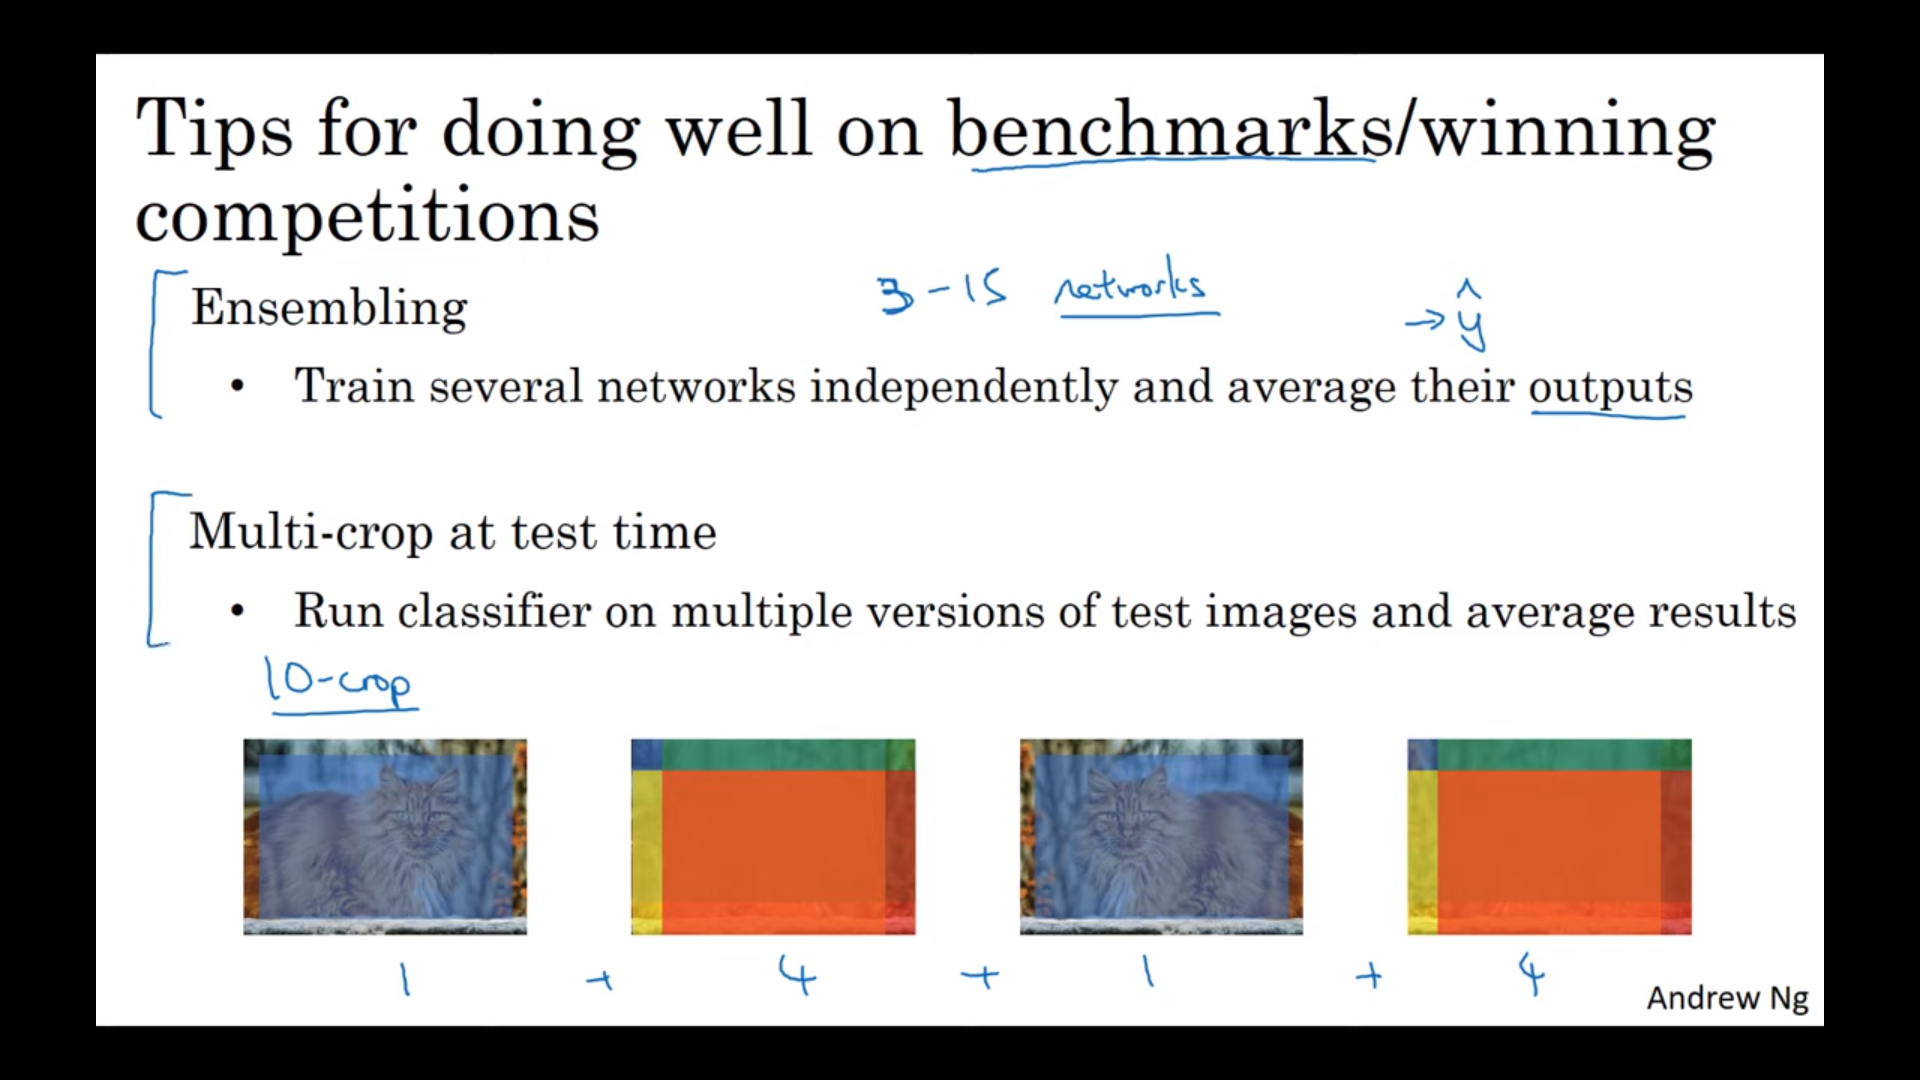 Tips for doing well on benchmarks/winning
competitions
Ensembling
3-15 networks
→ ŷ
• Train several networks independently and average their outputs
Multi-crop at test time
• Run classifier on multiple versions of test images and average results
10-crop
1 + 4 + 1 + 4
Andrew Ng